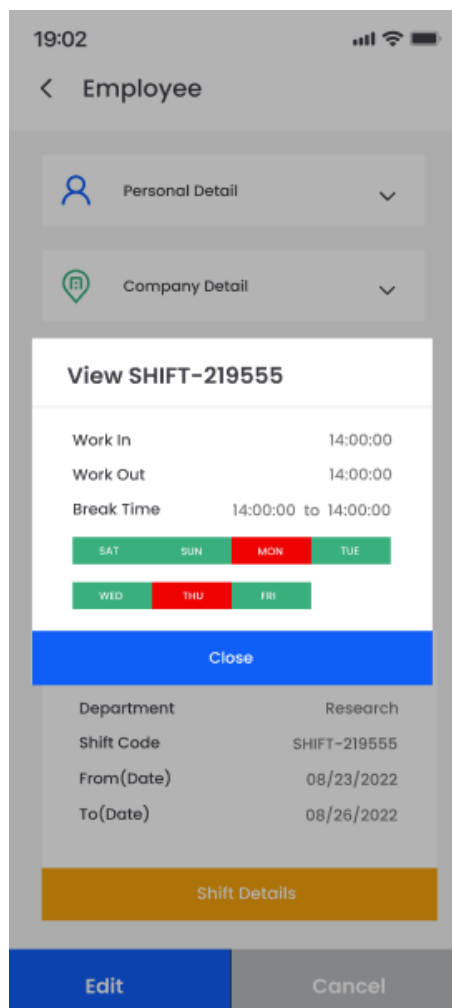 19:02
Employee
Personal Detail
Company Detail
View SHIFT-219555
Work In 14:00:00
Work Out 14:00:00
Break Time 14:00:00 to 14:00:00
SAT SUN MON TUE
WED THU FRI
Close
Department Research
Shift Code SHIFT-219555
From(Date) 08/23/2022
To(Date) 08/26/2022
Shift Details
Edit Cancel